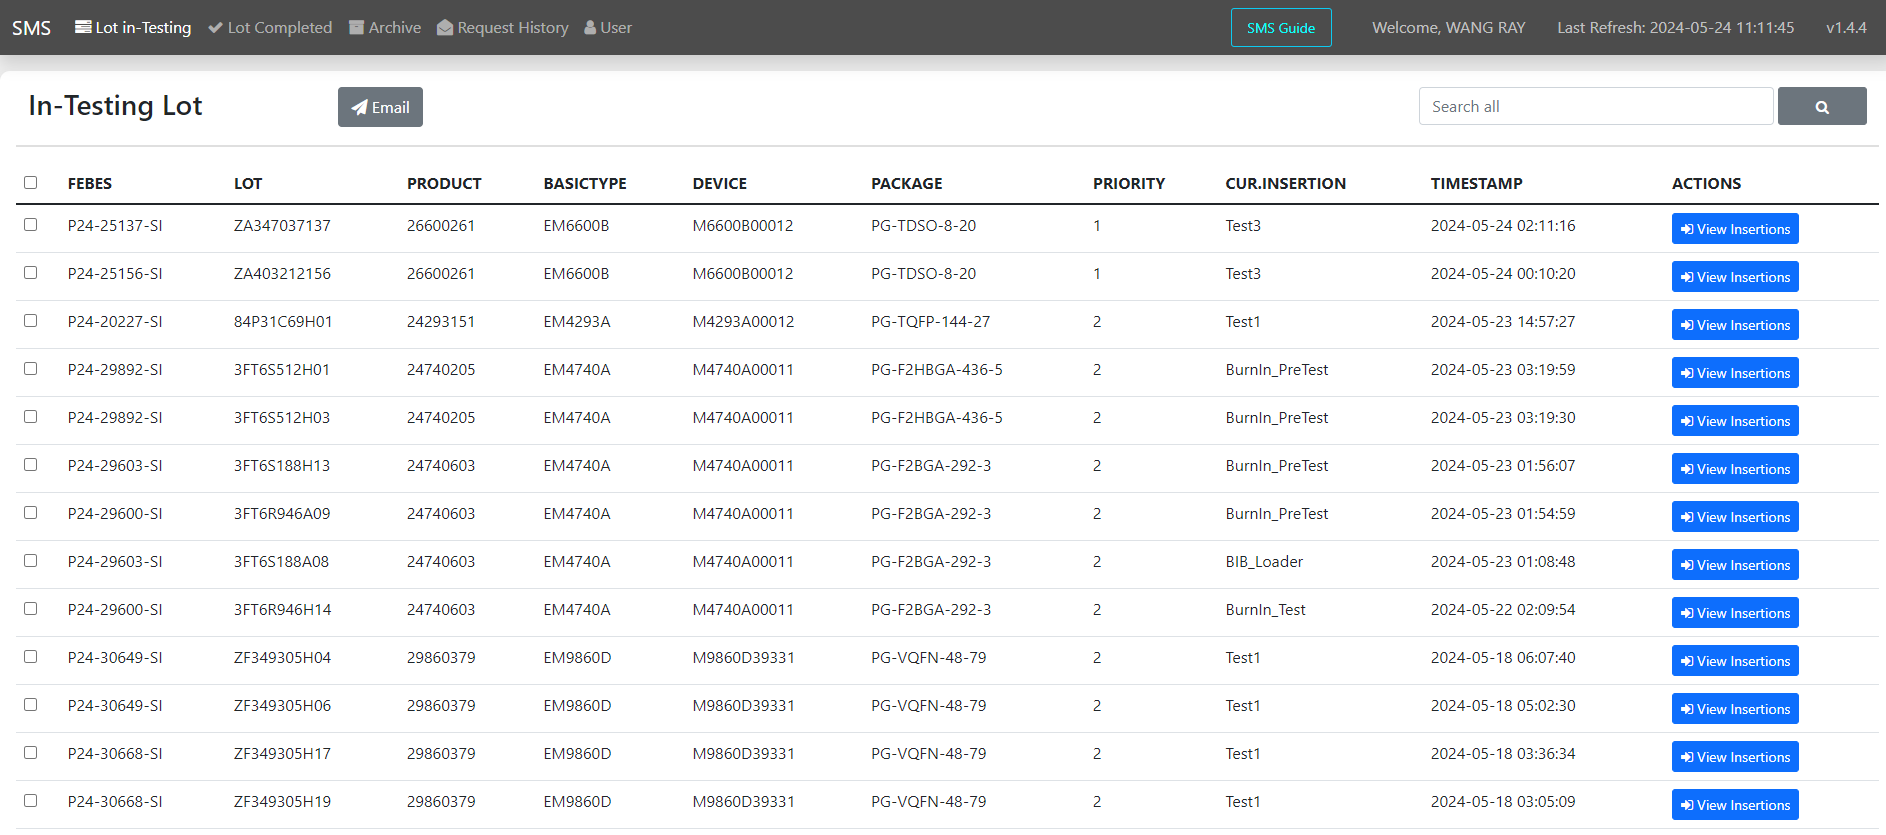 SMS Lot in-Testing Lot Completed Archive Request History User SMS Guide Welcome, WANG RAY Last Refresh: 2024-05-24 11:11:45 v1.4.4
In-Testing Lot Email Search all
FEBES LOT PRODUCT BASICTYPE DEVICE PACKAGE PRIORITY CUR.INSERTION TIMESTAMP ACTIONS
P24-25137-SI ZA347037137 26600261 EM6600B M6600B00012 PG-TDSO-8-20 1 Test3 2024-05-24 02:11:16 View Insertions
P24-25156-SI ZA403212156 26600261 EM6600B M6600B00012 PG-TDSO-8-20 1 Test3 2024-05-24 00:10:20 View Insertions
P24-20227-SI 84P31C69H01 24293151 EM4293A M4293A00012 PG-TQFP-144-27 2 Test1 2024-05-23 14:57:27 View Insertions
P24-29892-SI 3FT6S512H01 24740205 EM4740A M4740A00011 PG-F2HBGA-436-5 2 BurnIn_PreTest 2024-05-23 03:19:59 View Insertions
P24-29892-SI 3FT6S512H03 24740205 EM4740A M4740A00011 PG-F2HBGA-436-5 2 BurnIn_PreTest 2024-05-23 03:19:30 View Insertions
P24-29603-SI 3FT6S188H13 24740603 EM4740A M4740A00011 PG-F2BGA-292-3 2 BurnIn_PreTest 2024-05-23 01:56:07 View Insertions
P24-29600-SI 3FT6R946A09 24740603 EM4740A M4740A00011 PG-F2BGA-292-3 2 BurnIn_PreTest 2024-05-23 01:54:59 View Insertions
P24-29603-SI 3FT6S188A08 24740603 EM4740A M4740A00011 PG-F2BGA-292-3 2 BIB_Loader 2024-05-23 01:08:48 View Insertions
P24-29600-SI 3FT6R946H14 24740603 EM4740A M4740A00011 PG-F2BGA-292-3 2 BurnIn_Test 2024-05-22 02:09:54 View Insertions
P24-30649-SI ZF349305H04 29860379 EM9860D M9860D39331 PG-VQFN-48-79 2 Test1 2024-05-18 06:07:40 View Insertions
P24-30649-SI ZF349305H06 29860379 EM9860D M9860D39331 PG-VQFN-48-79 2 Test1 2024-05-18 05:02:30 View Insertions
P24-30668-SI ZF349305H17 29860379 EM9860D M9860D39331 PG-VQFN-48-79 2 Test1 2024-05-18 03:36:34 View Insertions
P24-30668-SI ZF349305H19 29860379 EM9860D M9860D39331 PG-VQFN-48-79 2 Test1 2024-05-18 03:05:09 View Insertions